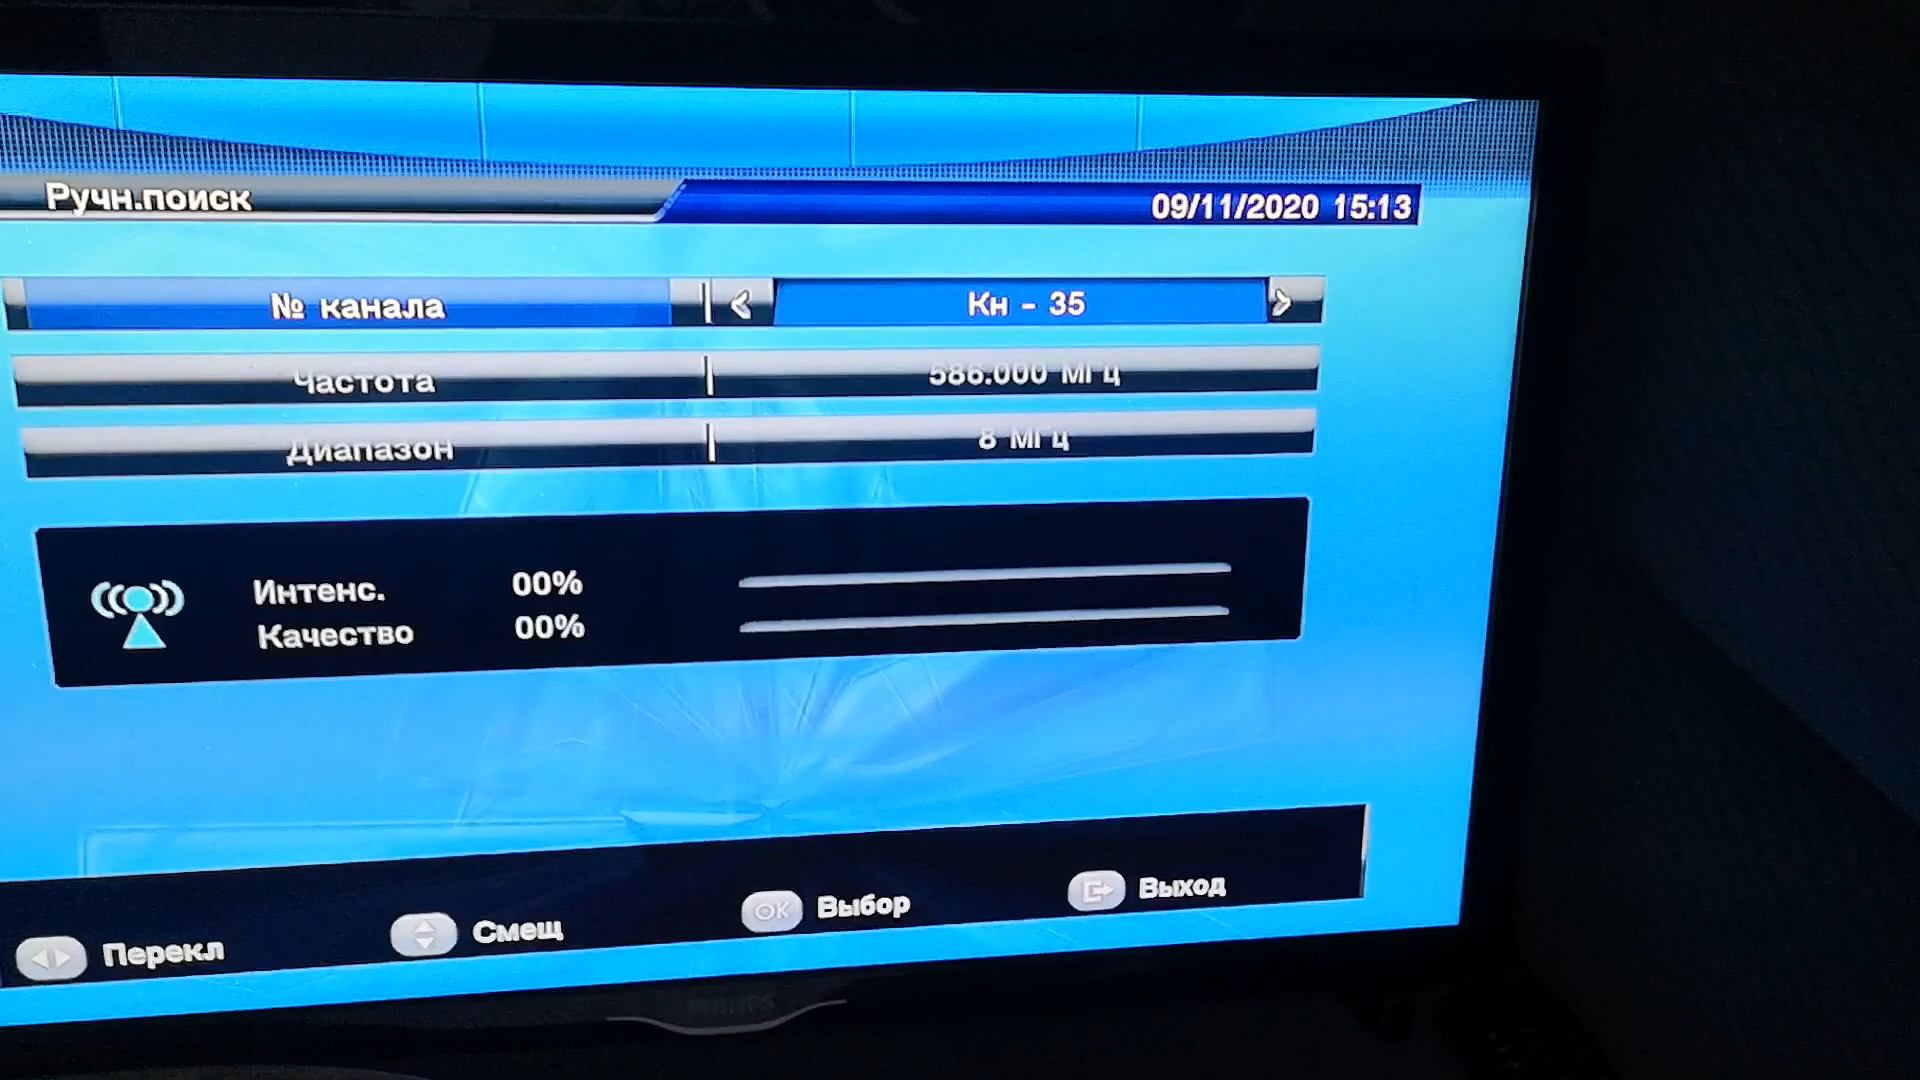 Ручн.поиск 09/11/2020 15:13
№ канала Кн - 35
Частота 586.000 МГц
Диапазон 8 МГц
Интенс. 00%
Качество 00%
Перекл Смещ OK Выбор Выход
PHILIPS